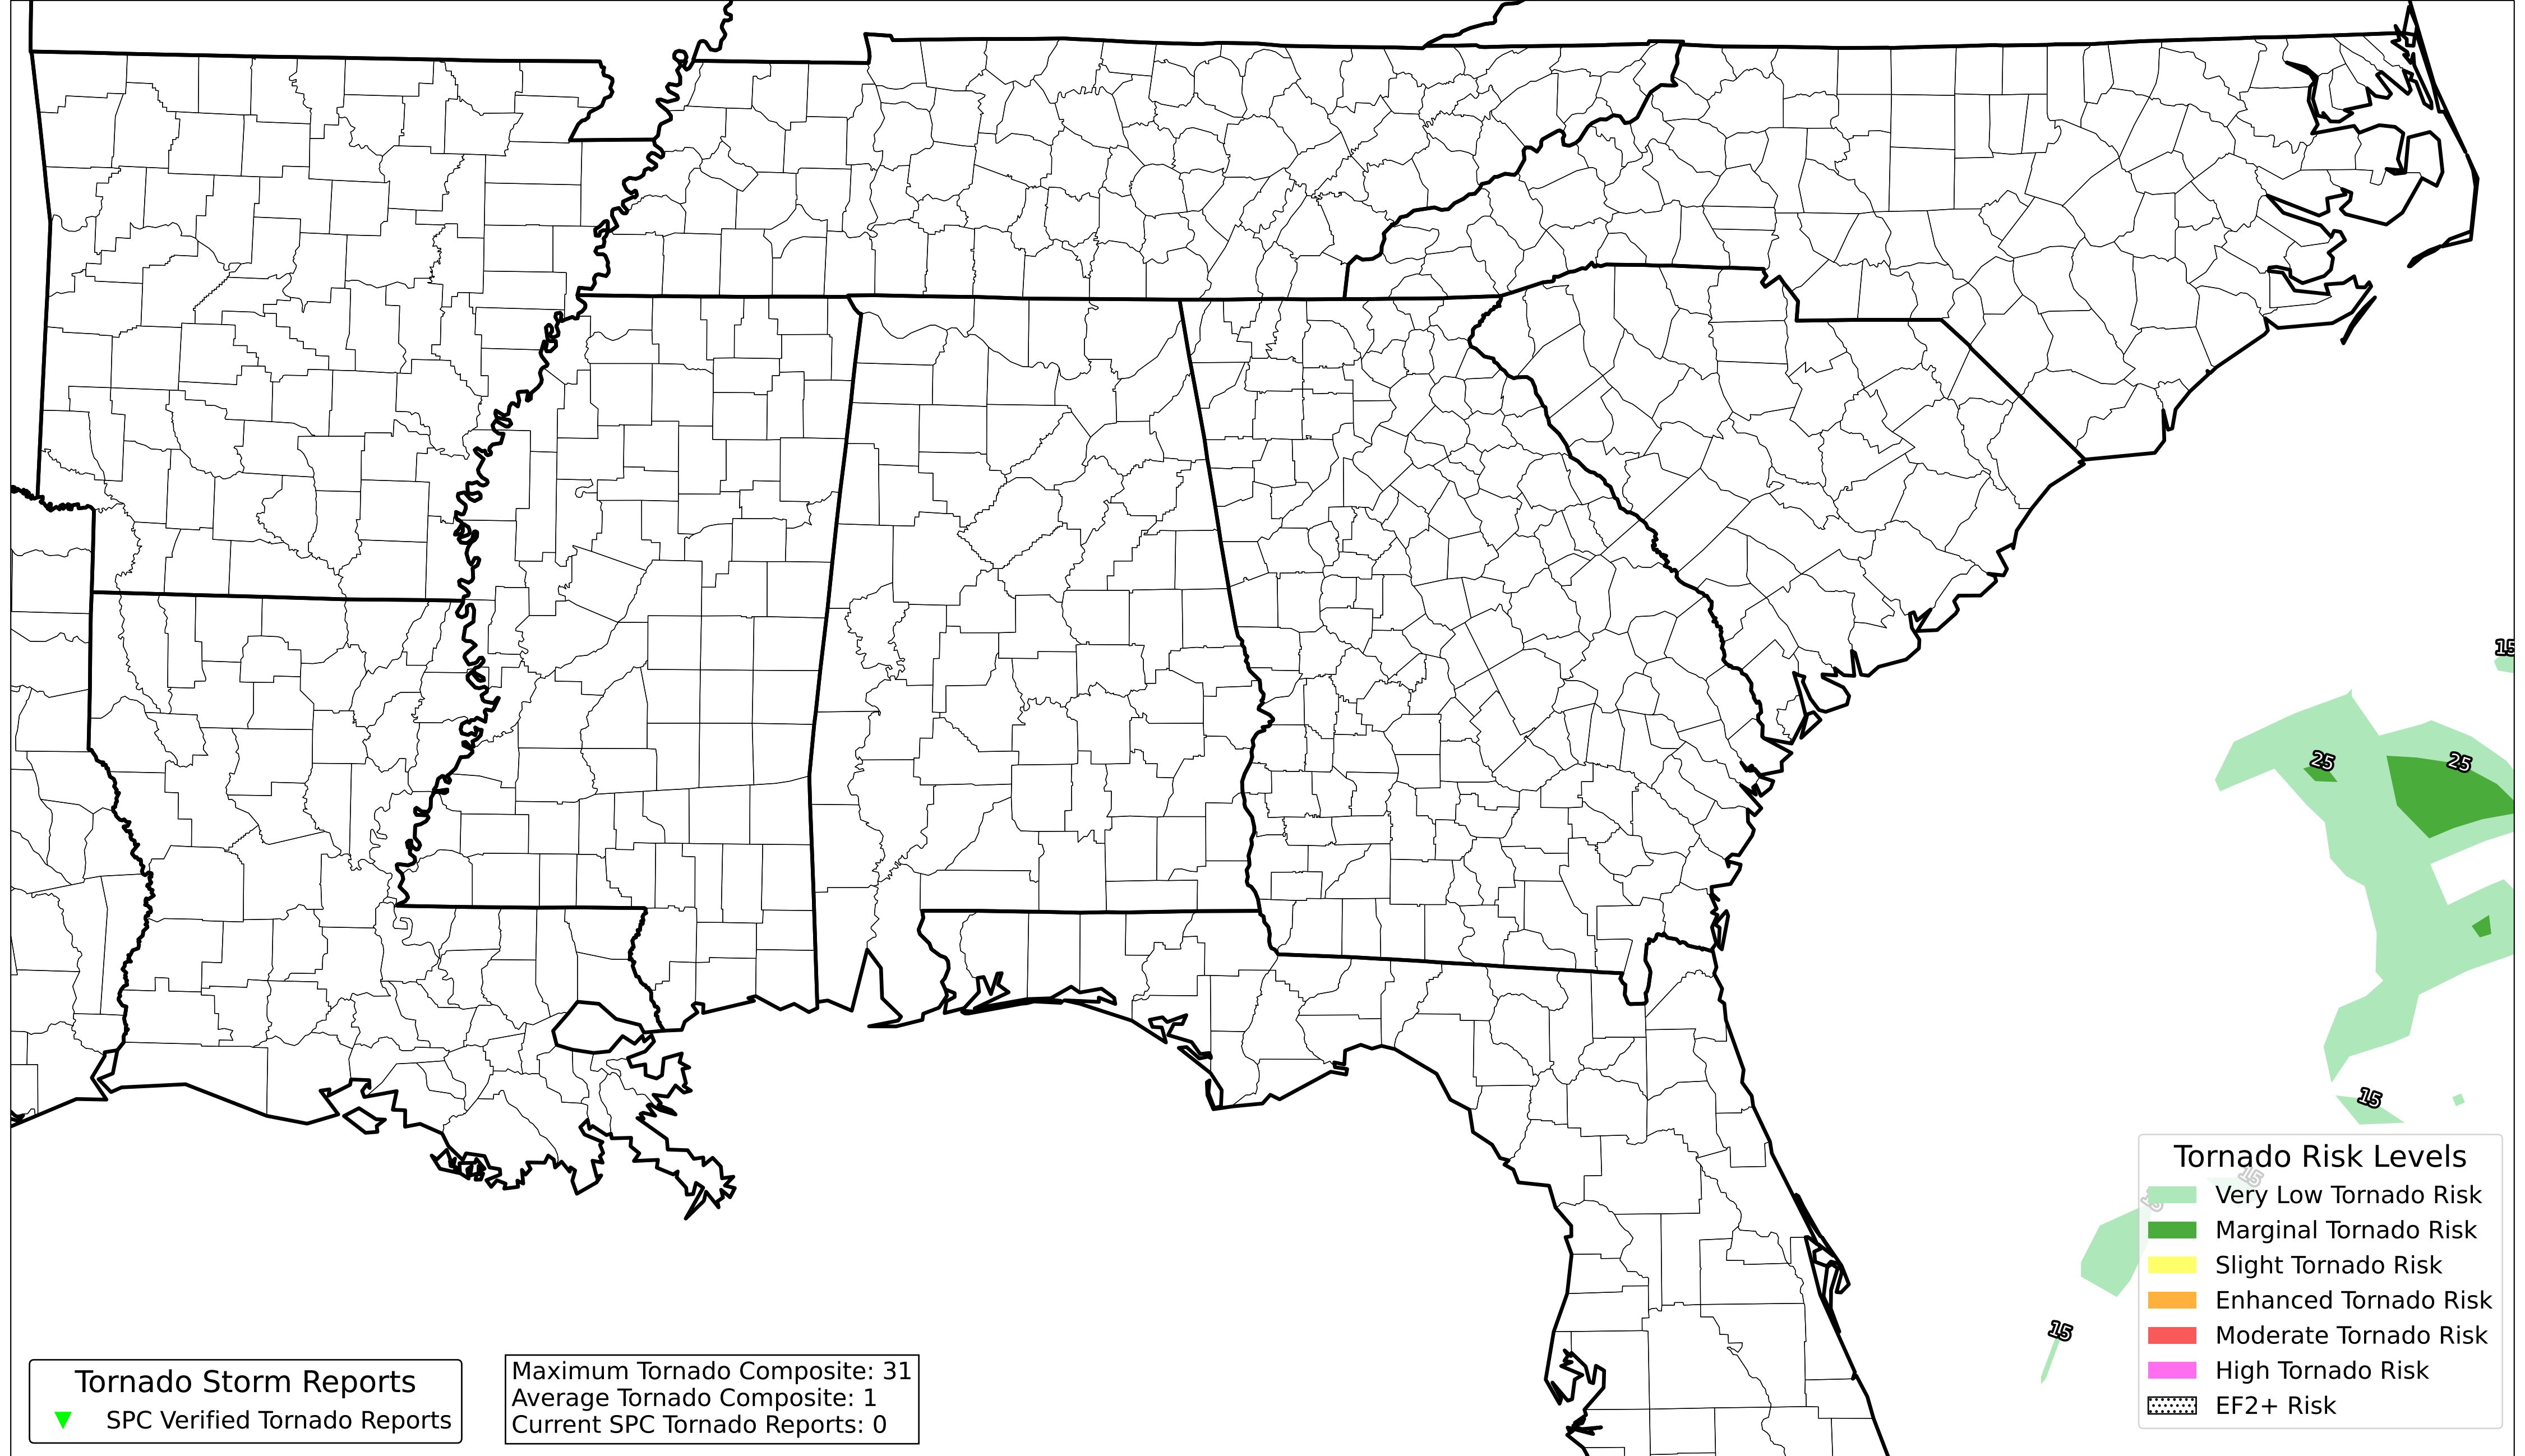 15
25
25
15
Tornado Risk Levels
15
15
Very Low Tornado Risk
Marginal Tornado Risk
Slight Tornado Risk
Enhanced Tornado Risk
Moderate Tornado Risk
High Tornado Risk
EF2+ Risk
15
Tornado Storm Reports
SPC Verified Tornado Reports
Maximum Tornado Composite: 31
Average Tornado Composite: 1
Current SPC Tornado Reports: 0